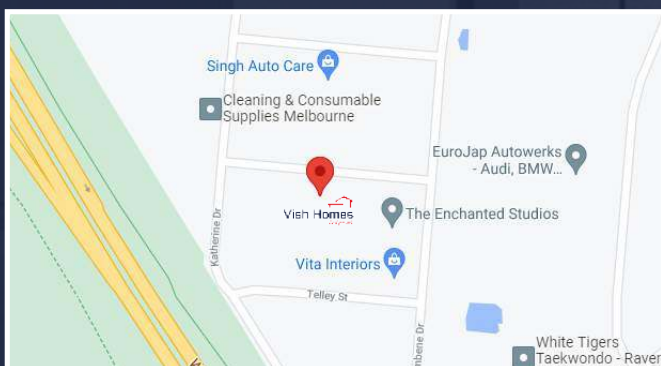 Singh Auto Care
Cleaning & Consumable
Supplies Melbourne
EuroJap Autowerks
- Audi, BMW...
Vish Homes
The Enchanted Studios
Katherine Dr
Vita Interiors
Telley St
White Tigers
Taekwondo - Raven